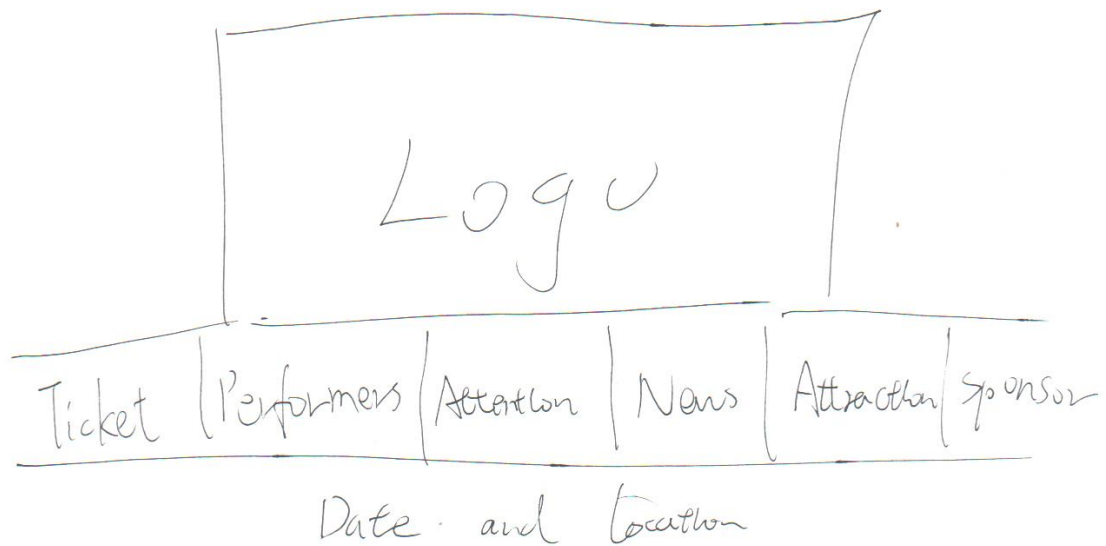 Logo
Ticket Performers Attention News Attraction Sponsor
Date and Location